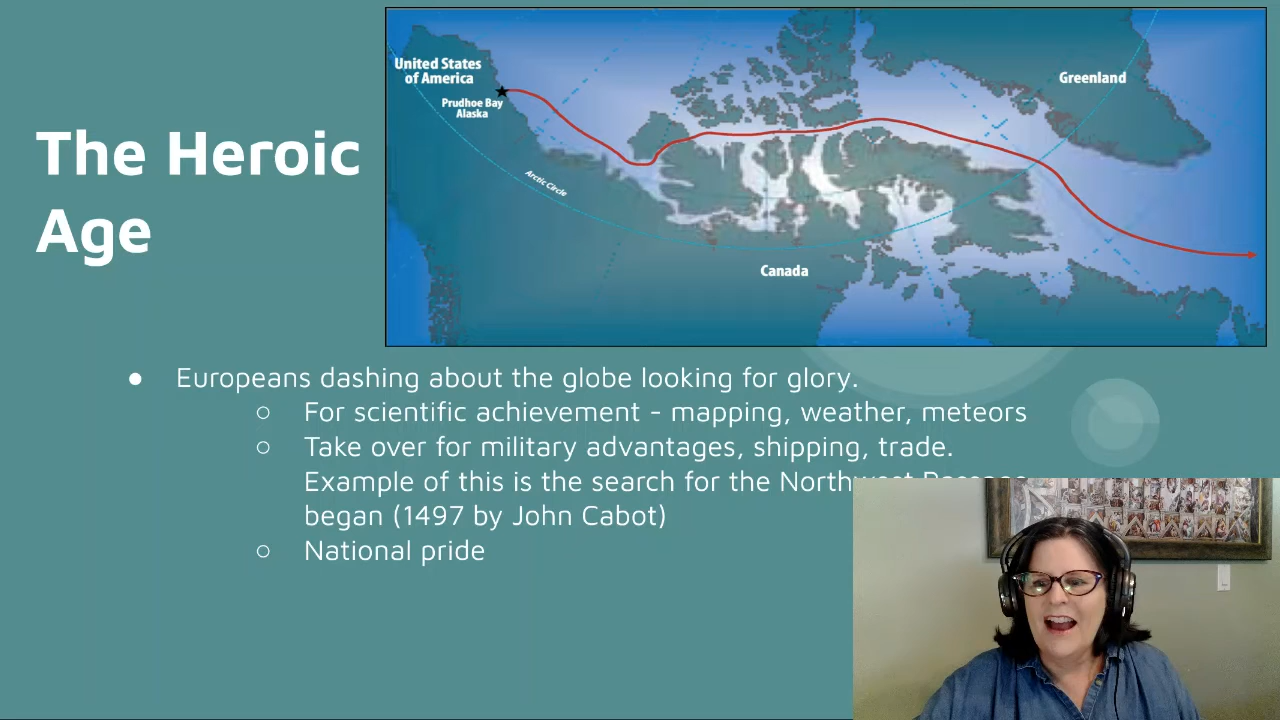 The Heroic
Age
United States
of America
Prudhoe Bay
Alaska
Arctic Circle
Greenland
Canada
● Europeans dashing about the globe looking for glory.
○ For scientific achievement - mapping, weather, meteors
○ Take over for military advantages, shipping, trade.
Example of this is the search for the Northwest Passage
began (1497 by John Cabot)
○ National pride